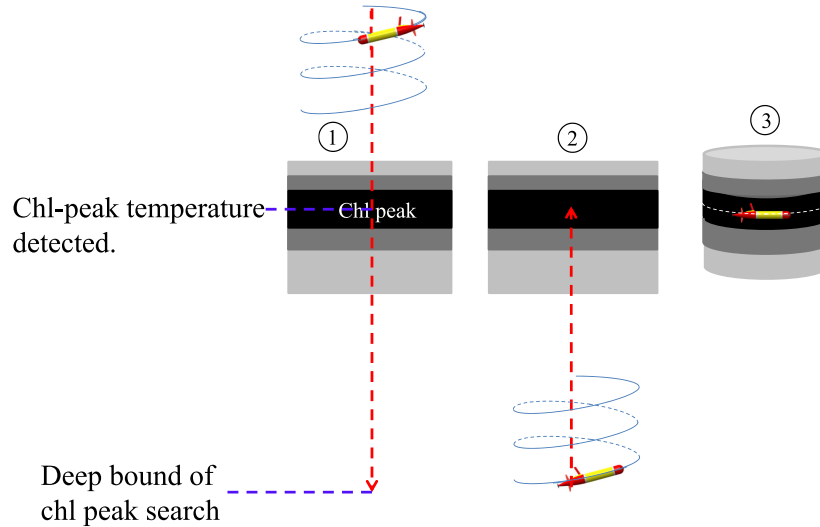 ①
②
③
Chl-peak temperature
detected.
Chl peak
Deep bound of
chl peak search